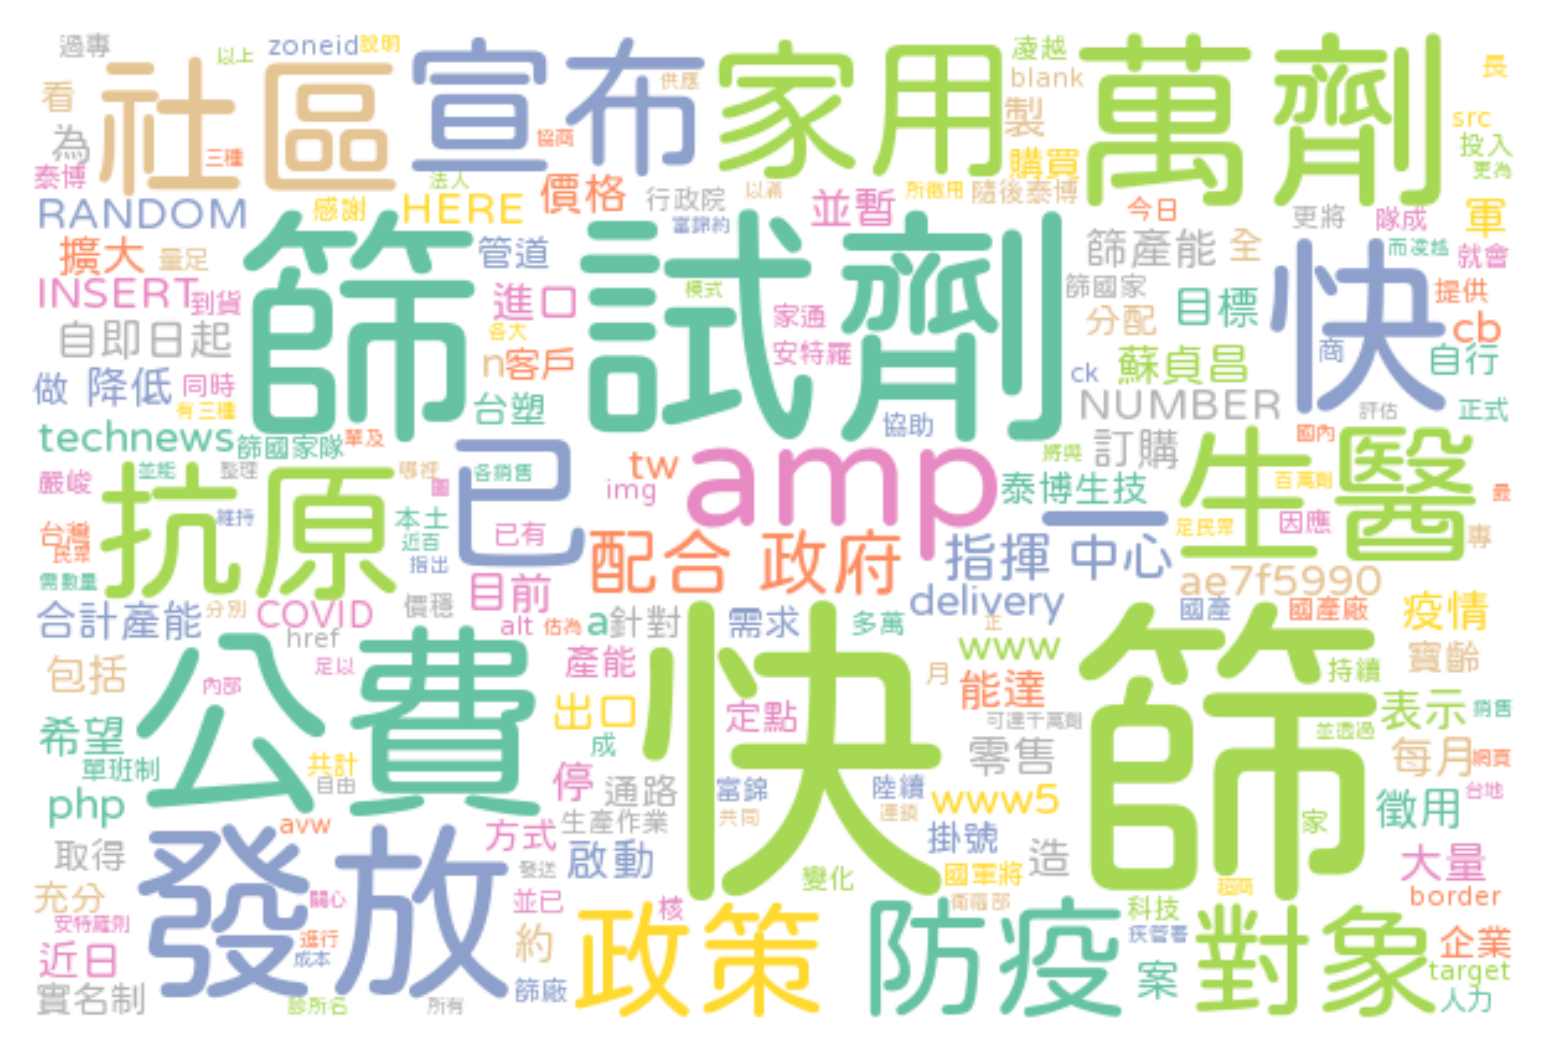 過專 以上 zoneid 說明 凌越 長
看 社區 宣布 供應 家用 blank 萬劑
為 三種 協商 製 src 投入
泰博 法人 價格 行政院 以滿 購買 所徵用 隨後泰博 更為
RANDOM 感謝 HERE 富錦約 並暫 今日 更將 隊成 軍
擴大 量足 管道 篩產能 全 而凌越 就會
INSERT 到貨 篩試劑 進口 模式 家通 篩國家 目標 快 提供
自即日起 各大 安特羅 分配 商 cb 自行
做 降低 同時 n 客戶 ck 蘇貞昌
有三種 台塑 協助 NUMBER 評估 正式
technews 篩國家隊 單及 將與 訂購 國內
嚴峻 並能 整理 哪裡 圖 已 各銷售 tw img amp 泰博生技 生醫 百萬劑 最
台灣 民眾 抗原 維持 本土 近百 已有 一 足民眾 因應 專
需數量 指出 配合 政府 指揮 中心 ae7f5990
合計產能 分別 COVID 價穩 目前 delivery 國產 國產廠 疫情
href alt 估為 a 針對 需求 多萬 正 www
包括 內部 足以 產能 月 能達 持續 寶齡
希望 公費 出口 成 快 定點 可達千萬劑 篩 並透過 表示 銷售
單班制 共計 自由 停 通路 富錦 陸續 零售 每月 網頁
php avw 方式 生產作業 共同 連鎖 www5 家 徵用 台地
取得 發送 啟動 掛號 造 大量
充分 發放 關心 並已 核 變化 國軍將 衛福部 超商 border
安特羅則 進行 約 政策 防疫 科技 疾管署 對象 企業
近日 成本 target
實名制 診所名 所有 篩廠 案 人力